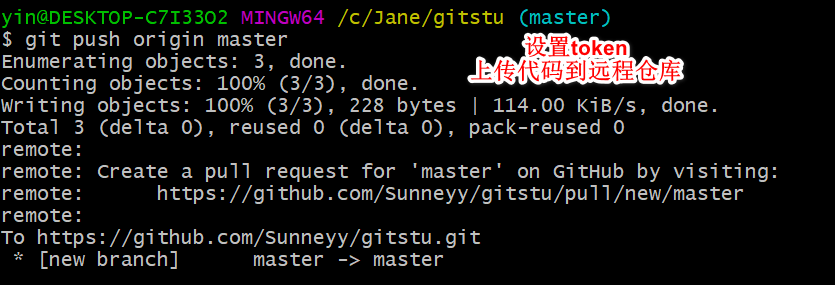 yin@DESKTOP-C7I33O2 MINGW64 /c/Jane/gitstu (master)
$ git push origin master
设置token
Enumerating objects: 3, done.
上传代码到远程仓库
Counting objects: 100% (3/3), done.
Writing objects: 100% (3/3), 228 bytes | 114.00 KiB/s, done.
Total 3 (delta 0), reused 0 (delta 0), pack-reused 0
remote:
remote: Create a pull request for 'master' on GitHub by visiting:
remote:      https://github.com/Sunneyy/gitstu/pull/new/master
remote:
To https://github.com/Sunneyy/gitstu.git
 * [new branch]      master -> master